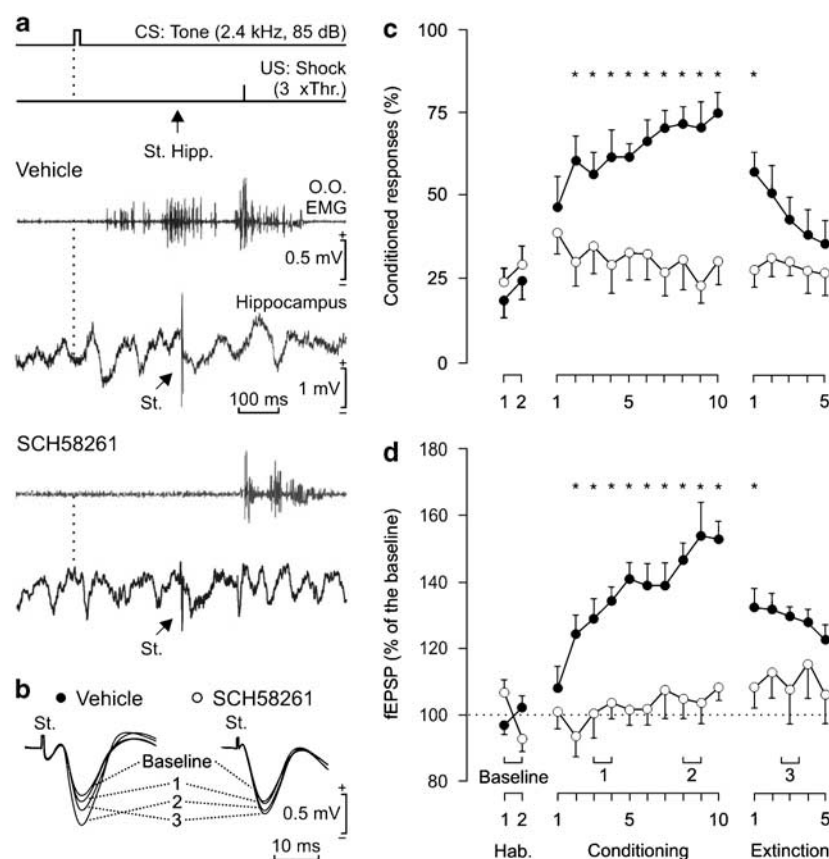 a
CS: Tone (2.4 kHz, 85 dB)
US: Shock
(3 xThr.)
St. Hipp.
Vehicle
O.O.
EMG
+
0.5 mV
–
Hippocampus
+
1 mV
–
St.
100 ms
SCH58261
St.
b
● Vehicle ○ SCH58261
St. St.
Baseline
1
2
3
+
0.5 mV
–
10 ms
c
Conditioned responses (%)
100
75
50
25
0
* * * * * * * * * *
1 2 1 5 10 1 5
d
fEPSP (% of the baseline)
180
160
140
120
100
80
* * * * * * * * * *
Baseline 1 2 3
1 2 1 5 10 1 5
Hab. Conditioning Extinction